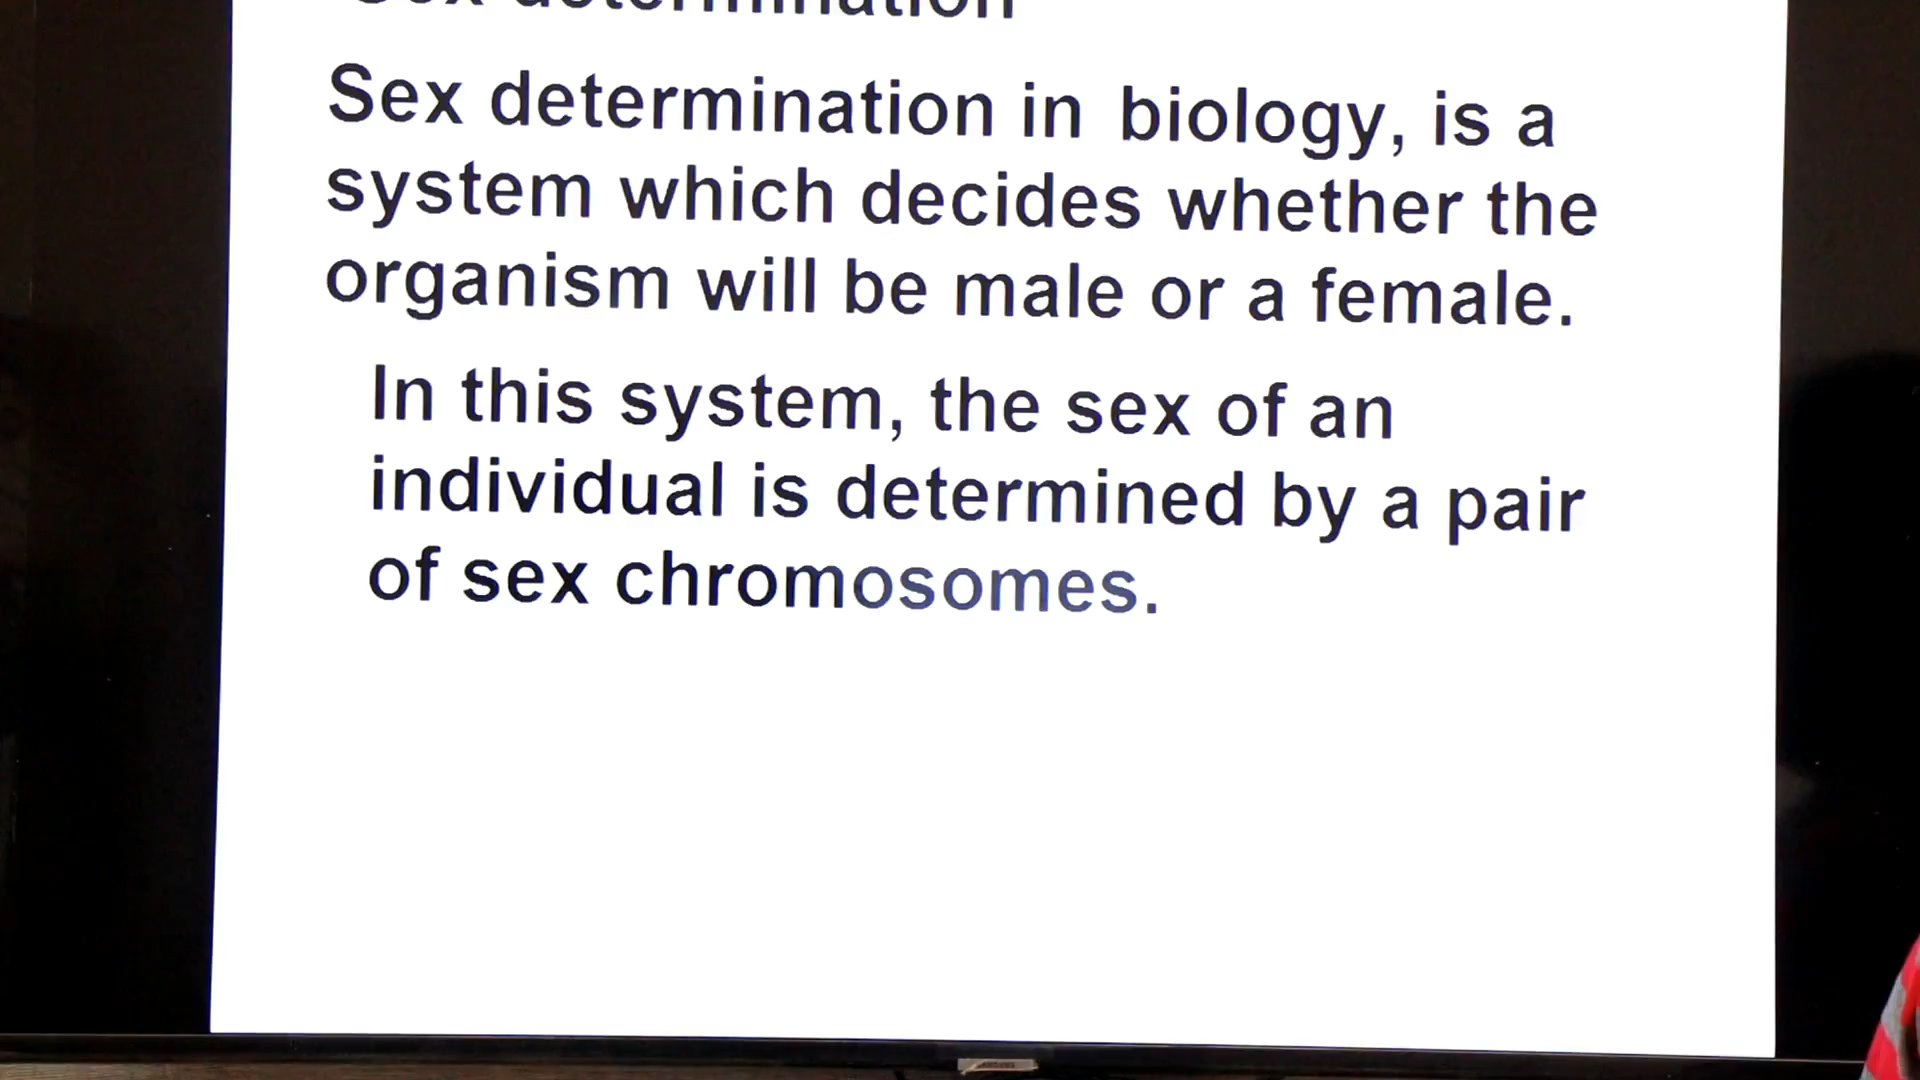 Sex determination
Sex determination in biology, is a
system which decides whether the
organism will be male or a female.
In this system, the sex of an
individual is determined by a pair
of sex chromosomes.